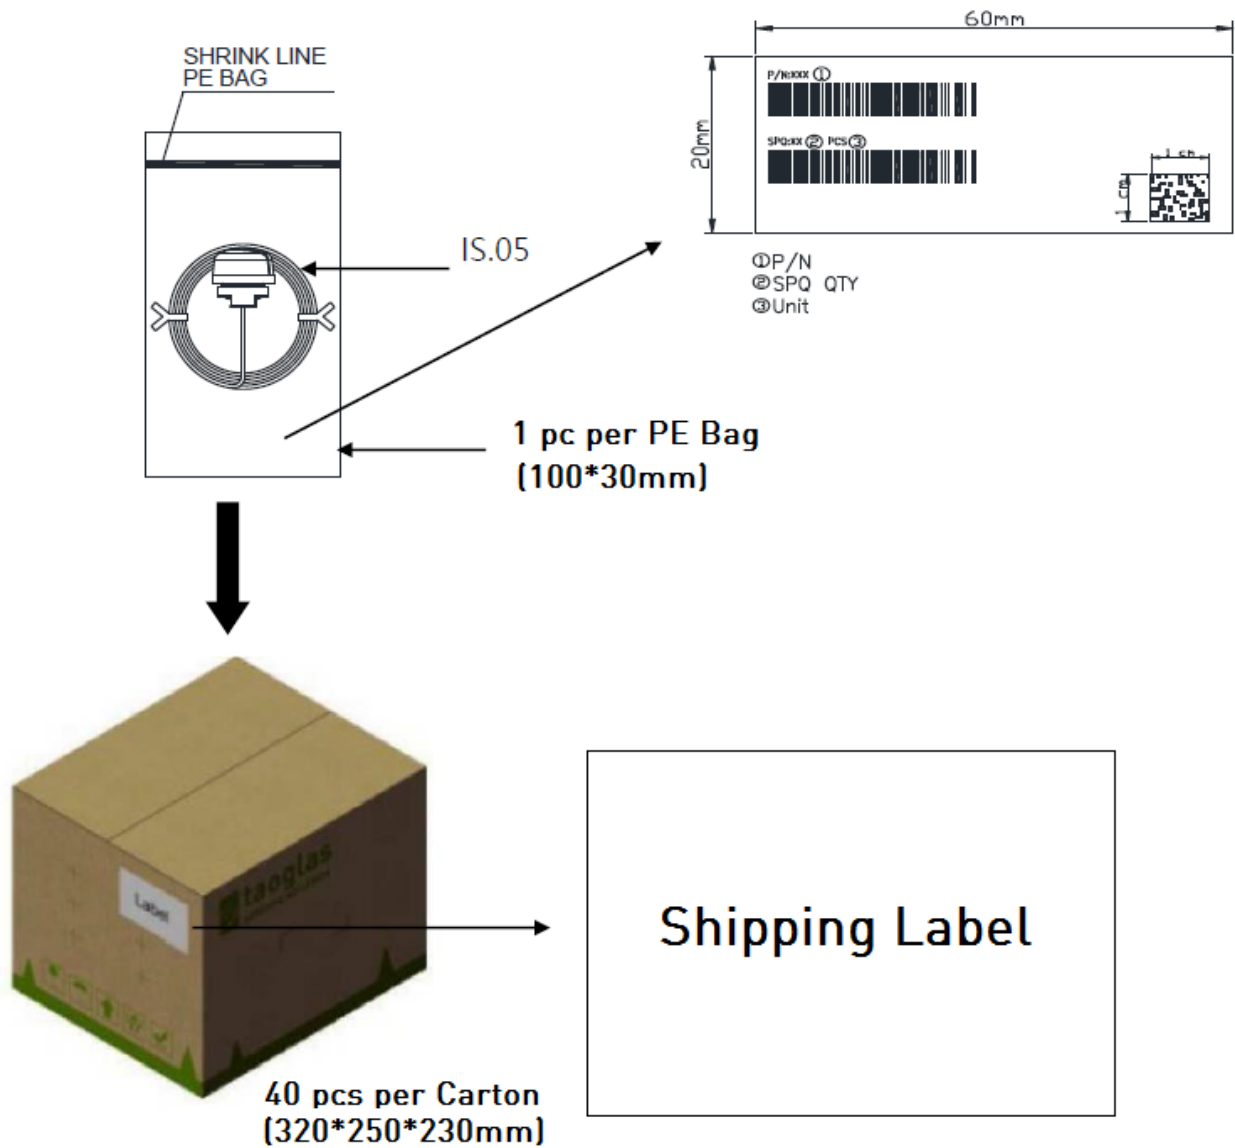 SHRINK LINE
PE BAG
60mm
P/N:XXX ①
20mm
SPQ:XX ② PCS ③
1 cm
1 cm
①P/N
②SPQ QTY
③Unit
IS.05
1 pc per PE Bag
(100*30mm)
taoglas
Label
Shipping Label
40 pcs per Carton
(320*250*230mm)